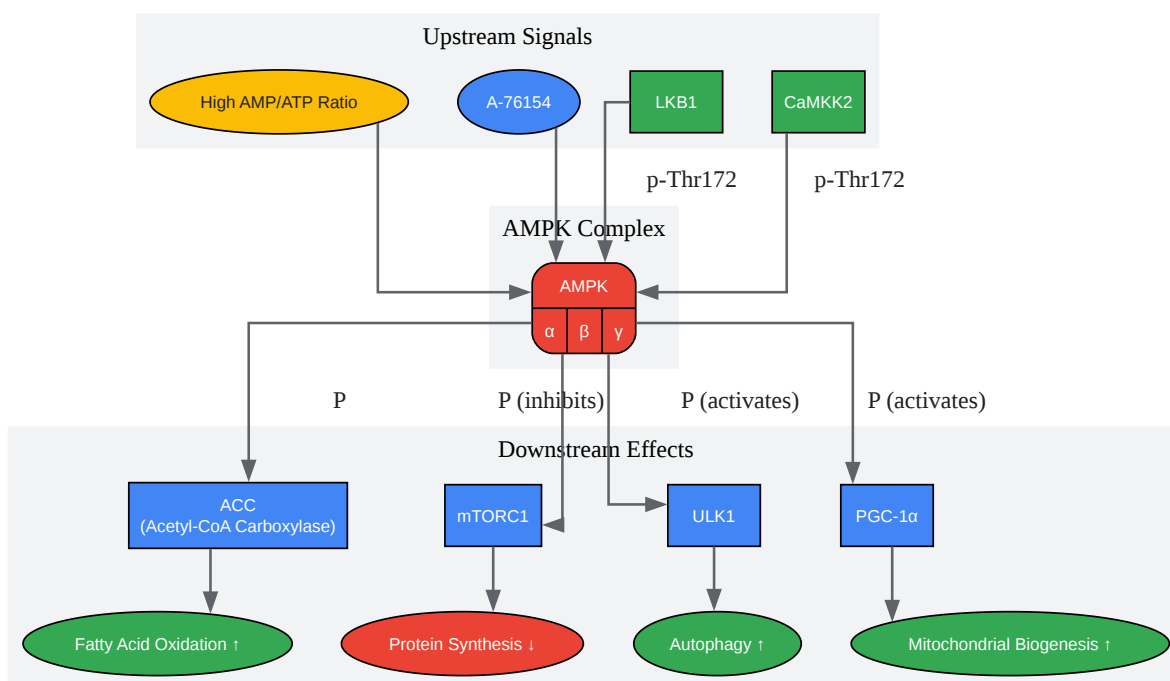 Upstream Signals
High AMP/ATP Ratio
A-76154
LKB1
CaMKK2
p-Thr172
p-Thr172
AMPK Complex
AMPK
α
β
γ
P
P (inhibits)
P (activates)
P (activates)
Downstream Effects
ACC
(Acetyl-CoA Carboxylase)
mTORC1
ULK1
PGC-1α
Fatty Acid Oxidation ↑
Protein Synthesis ↓
Autophagy ↑
Mitochondrial Biogenesis ↑